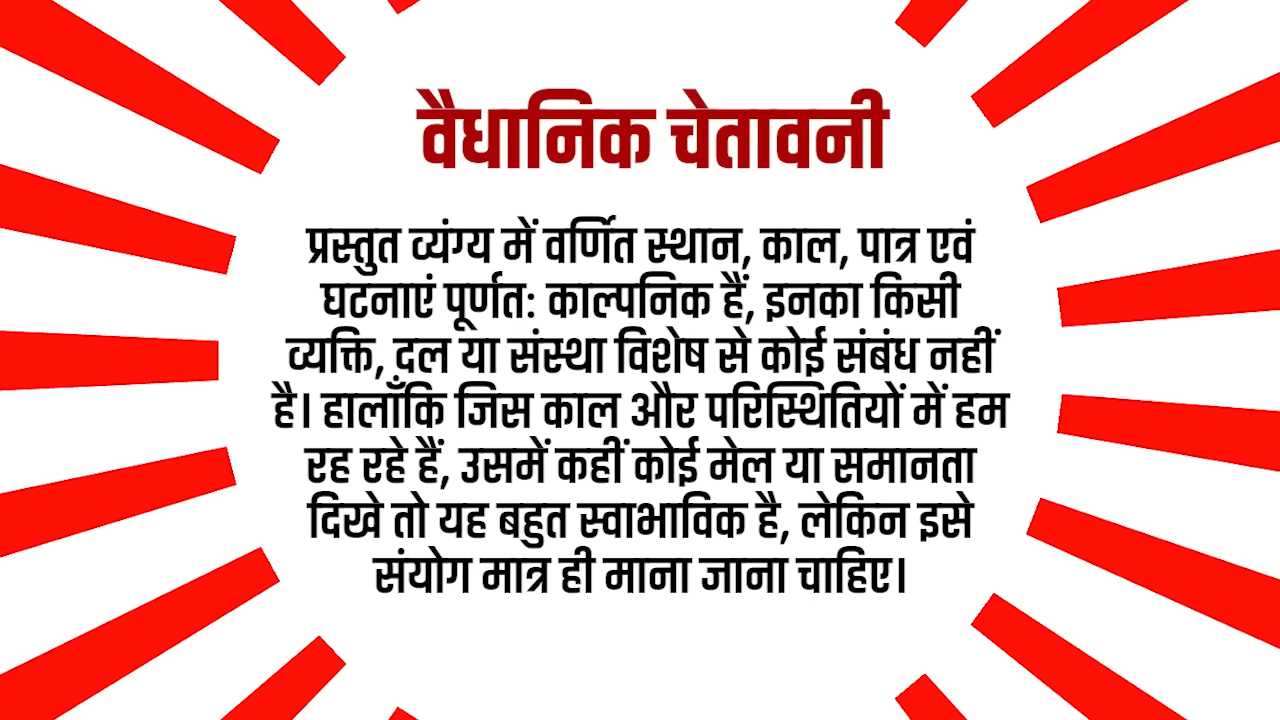 वैधानिक चेतावनी
प्रस्तुत व्यंग्य में वर्णित स्थान, काल, पात्र एवं
घटनाएं पूर्णतः काल्पनिक हैं, इनका किसी
व्यक्ति, दल या संस्था विशेष से कोई संबंध नहीं
है। हालाँकि जिस काल और परिस्थितियों में हम
रह रहे हैं, उसमें कहीं कोई मेल या समानता
दिखे तो यह बहुत स्वाभाविक है, लेकिन इसे
संयोग मात्र ही माना जाना चाहिए।